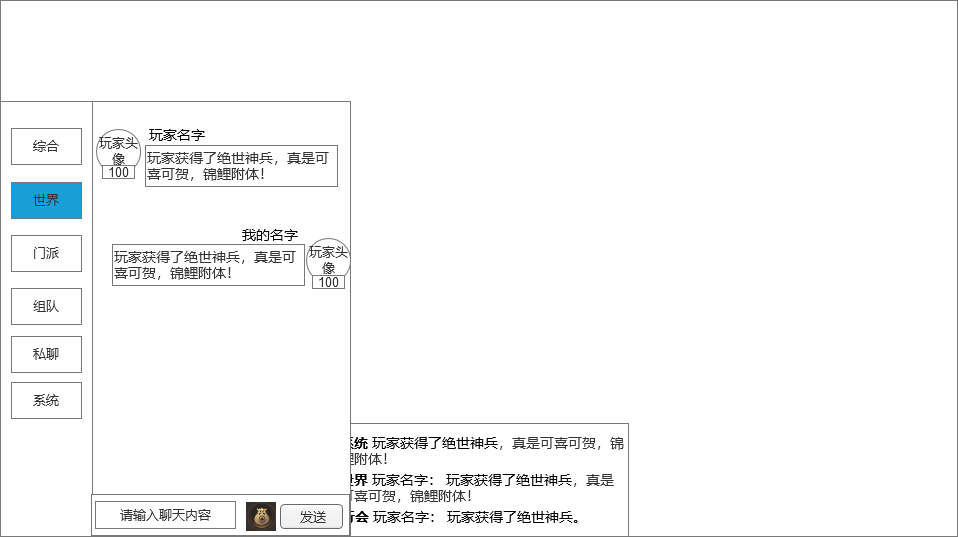 综合
世界
门派
组队
私聊
系统
玩家头
像
100
玩家名字
玩家获得了绝世神兵，真是可
喜可贺，锦鲤附体！
我的名字
玩家获得了绝世神兵，真是可
喜可贺，锦鲤附体！
玩家头
像
100
请输入聊天内容
发送
统 玩家获得了绝世神兵，真是可喜可贺，锦
附体！
界 玩家名字： 玩家获得了绝世神兵，真是
喜可贺，锦鲤附体！
会 玩家名字： 玩家获得了绝世神兵。